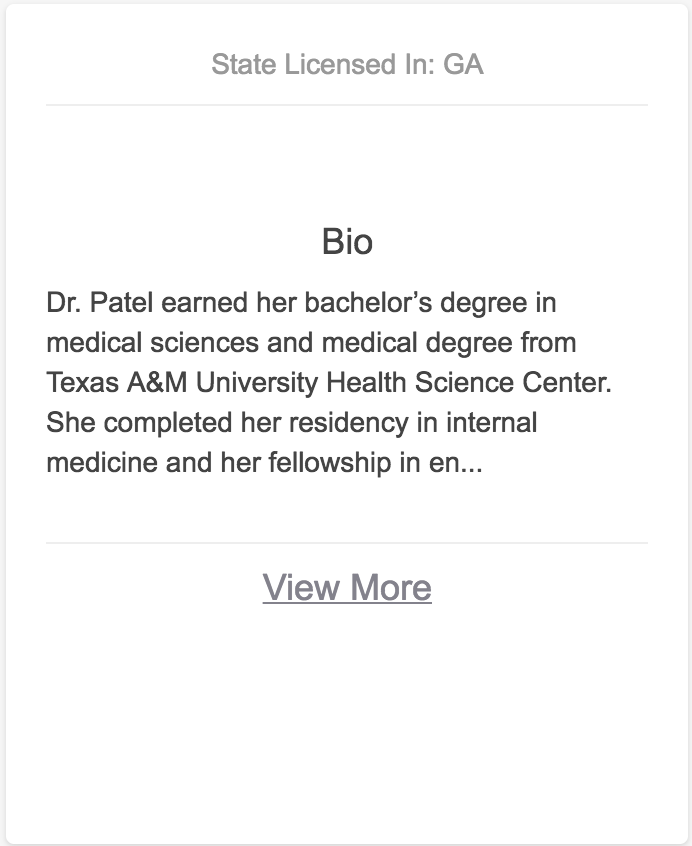 State Licensed In: GA
Bio
Dr. Patel earned her bachelor’s degree in
medical sciences and medical degree from
Texas A&M University Health Science Center.
She completed her residency in internal
medicine and her fellowship in en...
View More